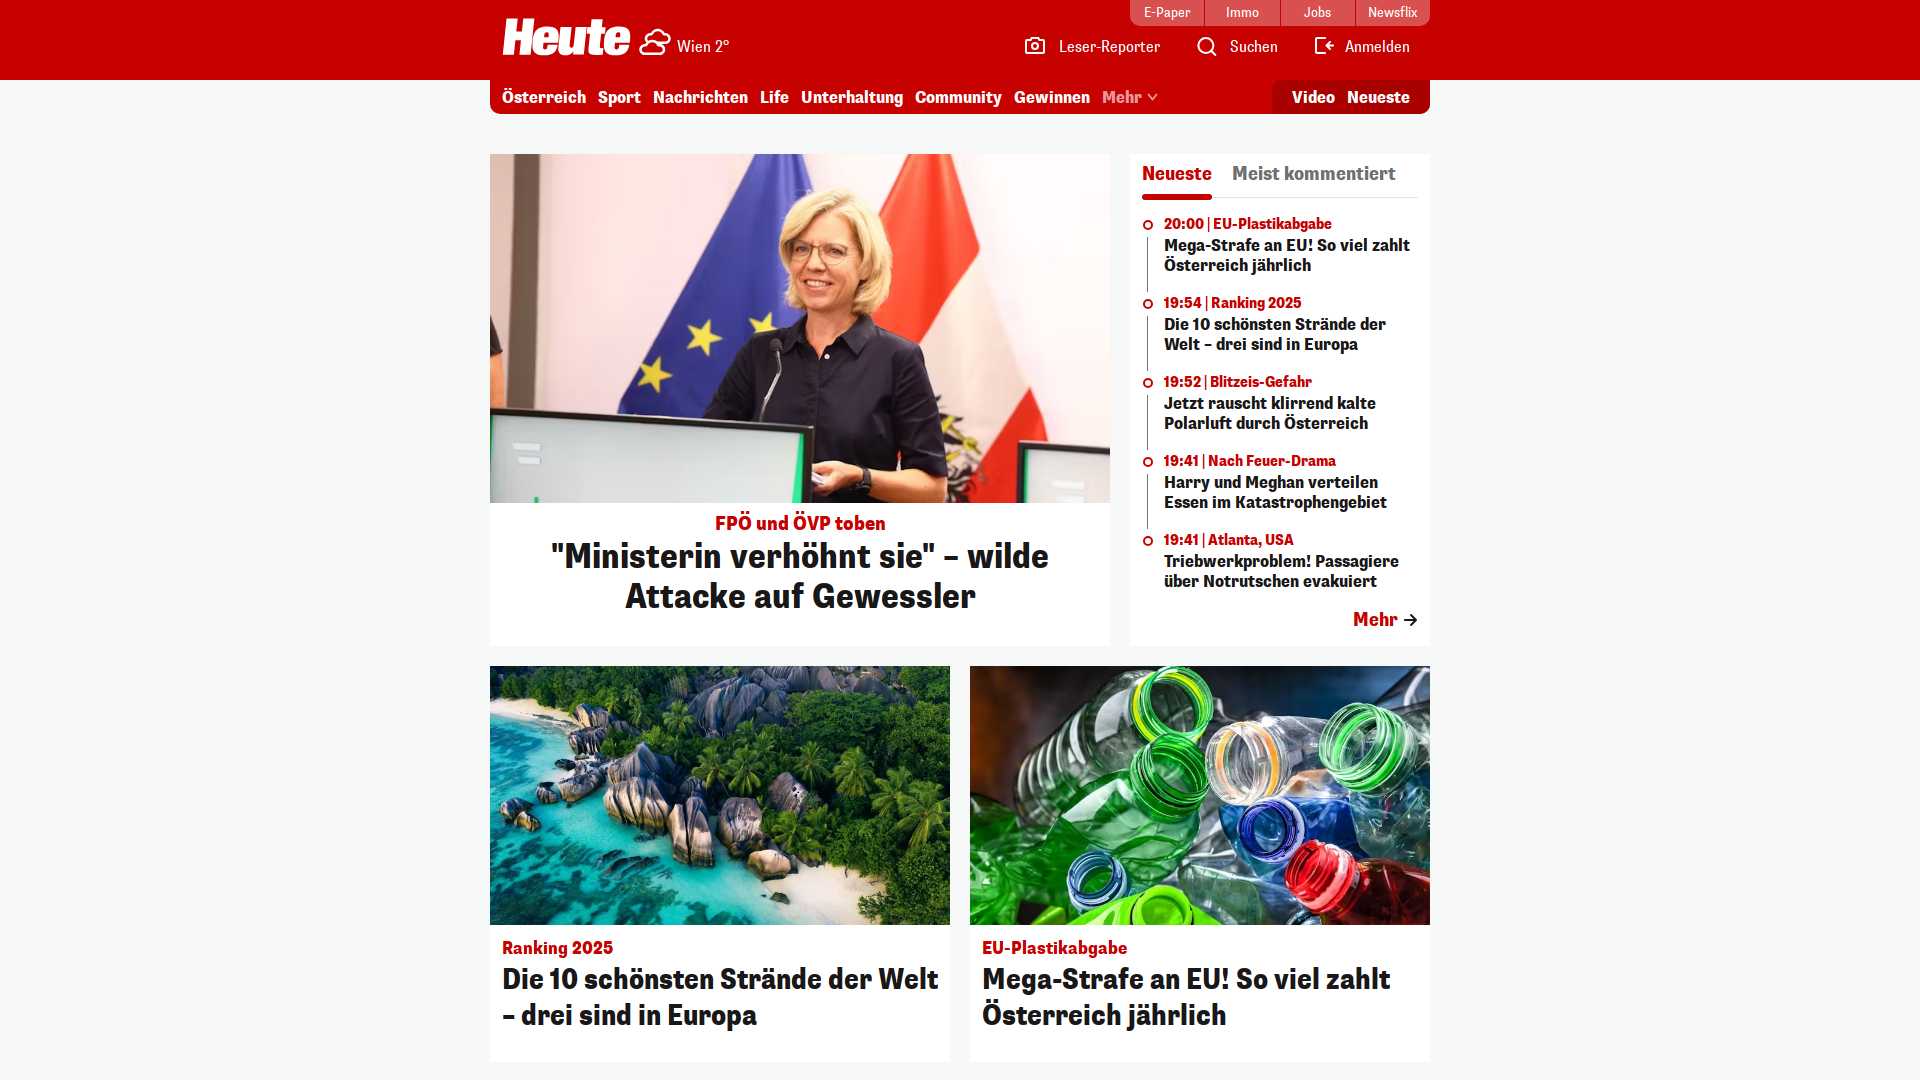 E-Paper
Immo
Jobs
Newsflix
Heute
Wien 2°
Leser-Reporter
Suchen
Anmelden
Österreich
Sport
Nachrichten
Life
Unterhaltung
Community
Gewinnen
Mehr
Video
Neueste
FPÖ und ÖVP toben
"Ministerin verhöhnt sie" – wilde
Attacke auf Gewessler
Neueste
Meist kommentiert
20:00 | EU-Plastikabgabe
Mega-Strafe an EU! So viel zahlt
Österreich jährlich
19:54 | Ranking 2025
Die 10 schönsten Strände der
Welt – drei sind in Europa
19:52 | Blitzeis-Gefahr
Jetzt rauscht klirrend kalte
Polarluft durch Österreich
19:41 | Nach Feuer-Drama
Harry und Meghan verteilen
Essen im Katastrophengebiet
19:41 | Atlanta, USA
Triebwerkproblem! Passagiere
über Notrutschen evakuiert
Mehr
Ranking 2025
Die 10 schönsten Strände der Welt
– drei sind in Europa
EU-Plastikabgabe
Mega-Strafe an EU! So viel zahlt
Österreich jährlich